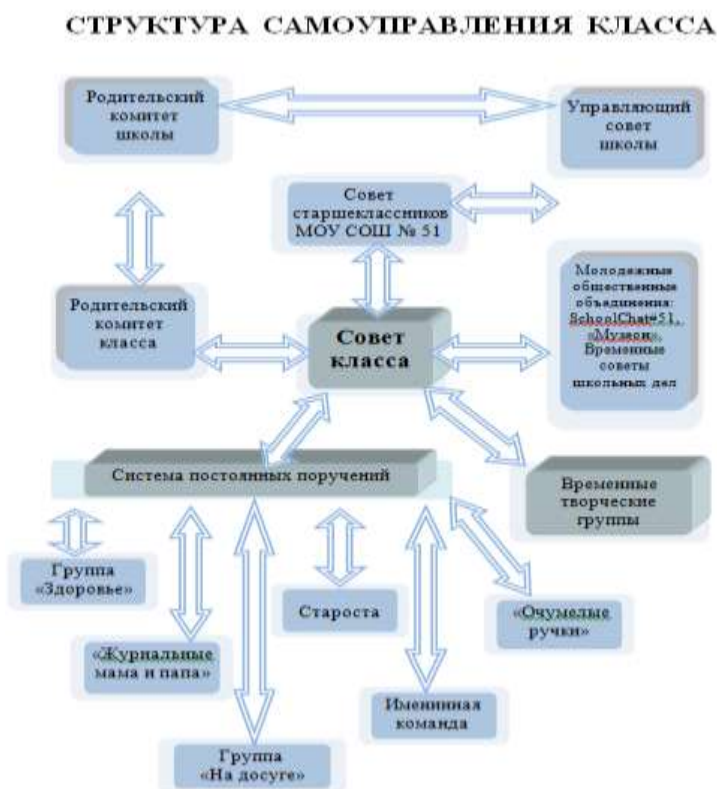 СТРУКТУРА САМОУПРАВЛЕНИЯ КЛАССА
Родительский
комитет
школы
Управляющий
совет
школы
Совет
старшеклассников
МОУ СОШ № 51
Родительский
комитет
класса
Совет
класса
Молодежные
общественные
объединения:
SchoolChat#51,
«Музеон»,
Временные
советы
школьных дел
Система постоянных поручений
Временные
творческие
группы
Группа
«Здоровье»
Староста
«Очумелые
ручки»
«Журнальные
мама и папа»
Именинная
команда
Группа
«На досуге»